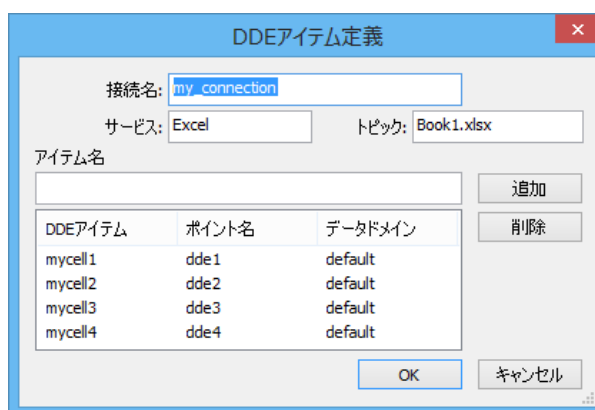 DDEアイテム定義
接続名: my_connection
サービス: Excel トピック: Book1.xlsx
アイテム名
追加
DDEアイテム ポイント名 データドメイン 削除
mycell1 dde1 default
mycell2 dde2 default
mycell3 dde3 default
mycell4 dde4 default
OK キャンセル